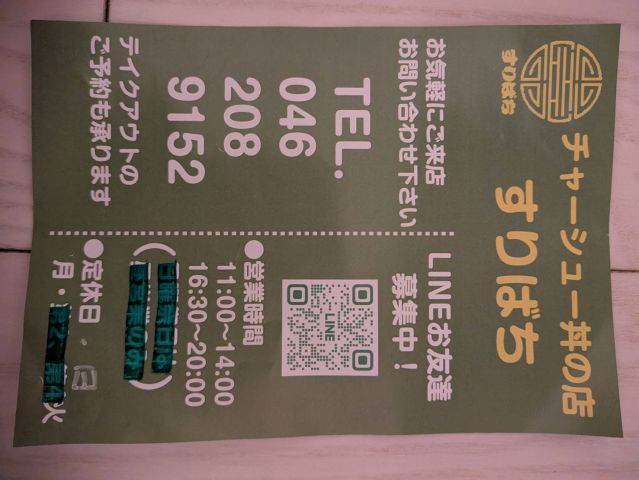 すりばち
チャーシュー丼の店
すりばち
お気軽にご来店
お問い合わせ下さい
TEL.
046
208
9152
テイクアウトの
ご予約も承ります
LINEお友達
募集中！
LINE
●営業時間
11:00～14:00
16:30～20:00
●定休日
月・
火